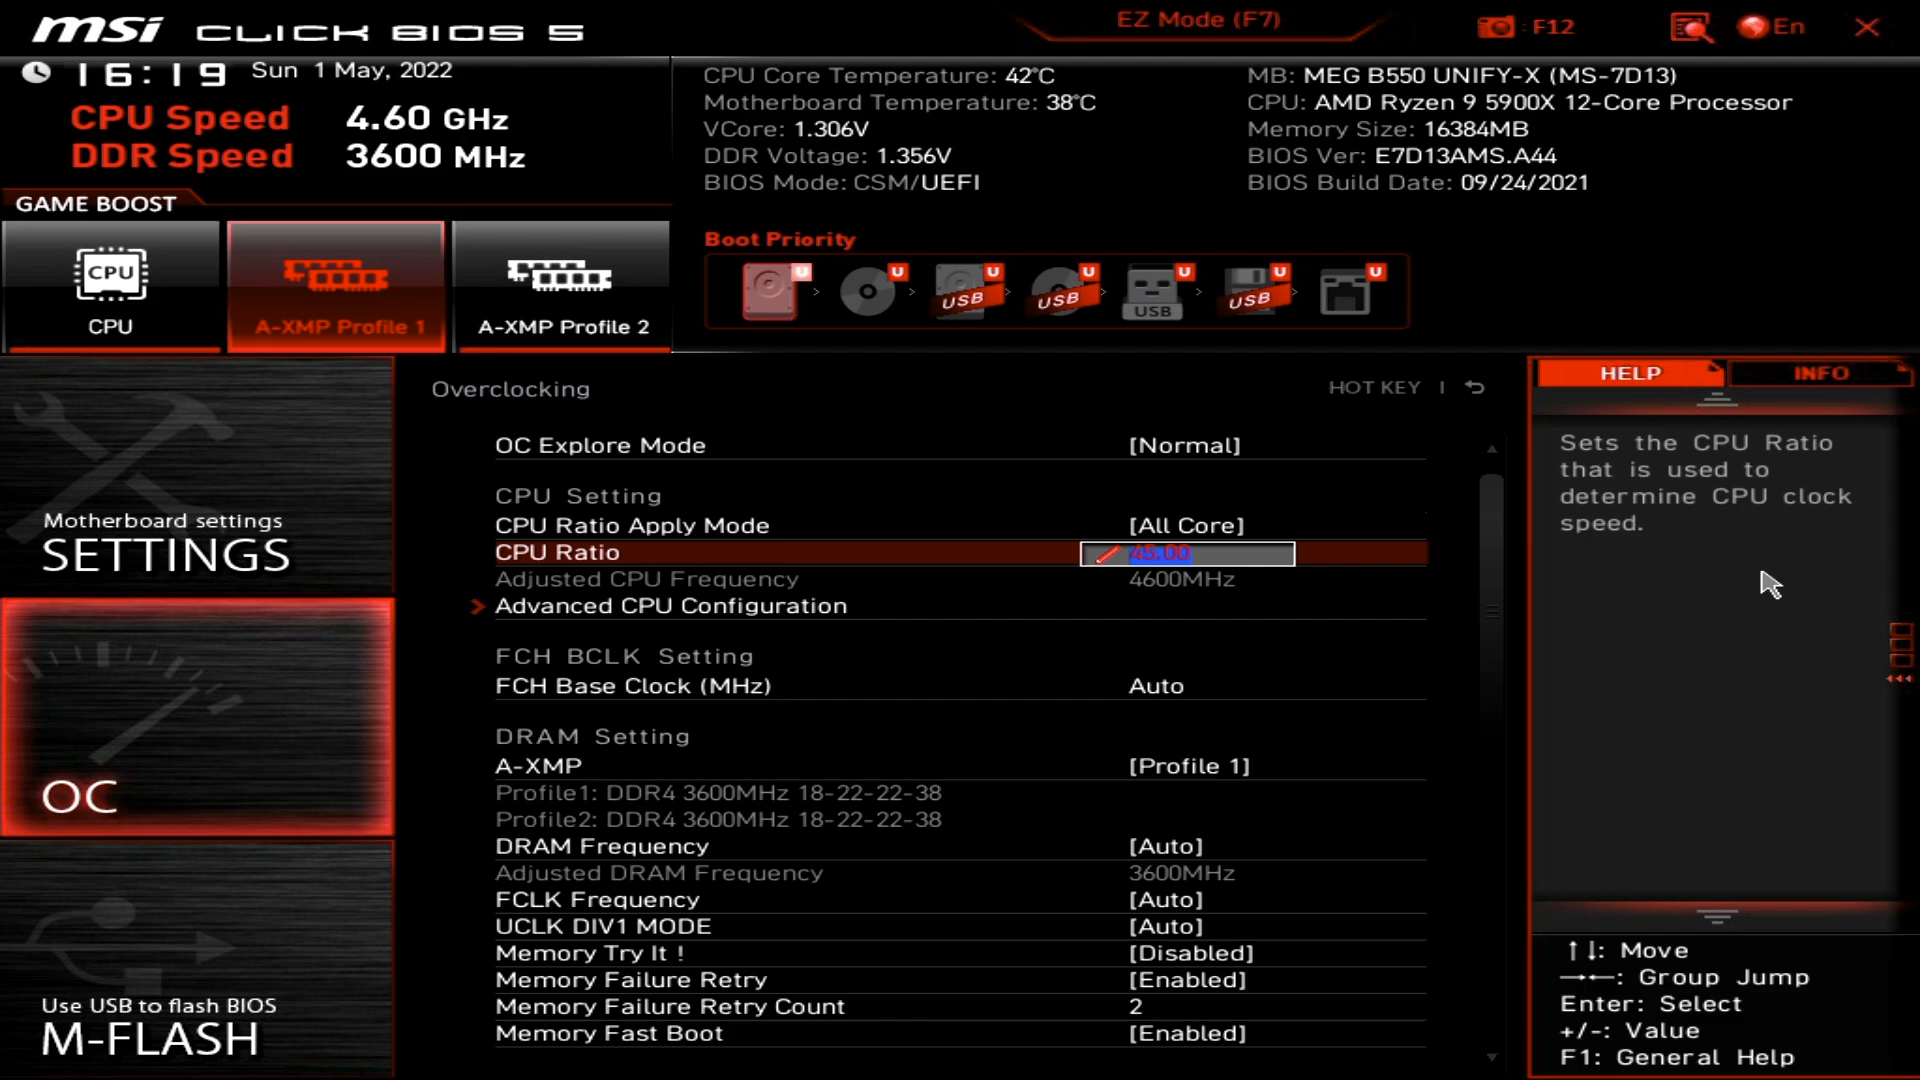 msi CLICK BIOS 5
EZ Mode (F7)
: F12
En
16:19 Sun 1 May, 2022
CPU Speed 4.60 GHz
DDR Speed 3600 MHz
CPU Core Temperature: 42°C
Motherboard Temperature: 38°C
VCore: 1.306V
DDR Voltage: 1.356V
BIOS Mode: CSM/UEFI
MB: MEG B550 UNIFY-X (MS-7D13)
CPU: AMD Ryzen 9 5900X 12-Core Processor
Memory Size: 16384MB
BIOS Ver: E7D13AMS.A44
BIOS Build Date: 09/24/2021
GAME BOOST
CPU
CPU
A-XMP Profile 1
A-XMP Profile 2
Boot Priority
U U U U U U U
USB USB USB USB
Motherboard settings
SETTINGS
OC
Use USB to flash BIOS
M-FLASH
Overclocking
HOT KEY |
OC Explore Mode [Normal]
CPU Setting
CPU Ratio Apply Mode [All Core]
CPU Ratio
Adjusted CPU Frequency 4600MHz
Advanced CPU Configuration
FCH BCLK Setting
FCH Base Clock (MHz) Auto
DRAM Setting
A-XMP [Profile 1]
Profile1: DDR4 3600MHz 18-22-22-38
Profile2: DDR4 3600MHz 18-22-22-38
DRAM Frequency [Auto]
Adjusted DRAM Frequency 3600MHz
FCLK Frequency [Auto]
UCLK DIV1 MODE [Auto]
Memory Try It ! [Disabled]
Memory Failure Retry [Enabled]
Memory Failure Retry Count 2
Memory Fast Boot [Enabled]
HELP
INFO
Sets the CPU Ratio
that is used to
determine CPU clock
speed.
↑↓: Move
→←: Group Jump
Enter: Select
+/-: Value
F1: General Help